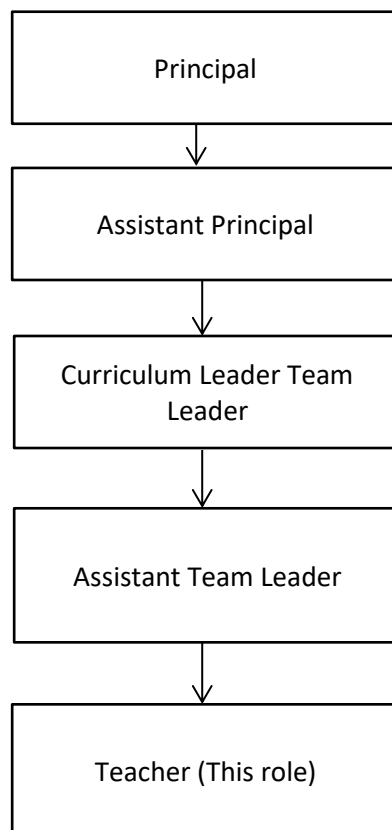 Principal
Assistant Principal
Curriculum Leader Team
Leader
Assistant Team Leader
Teacher (This role)